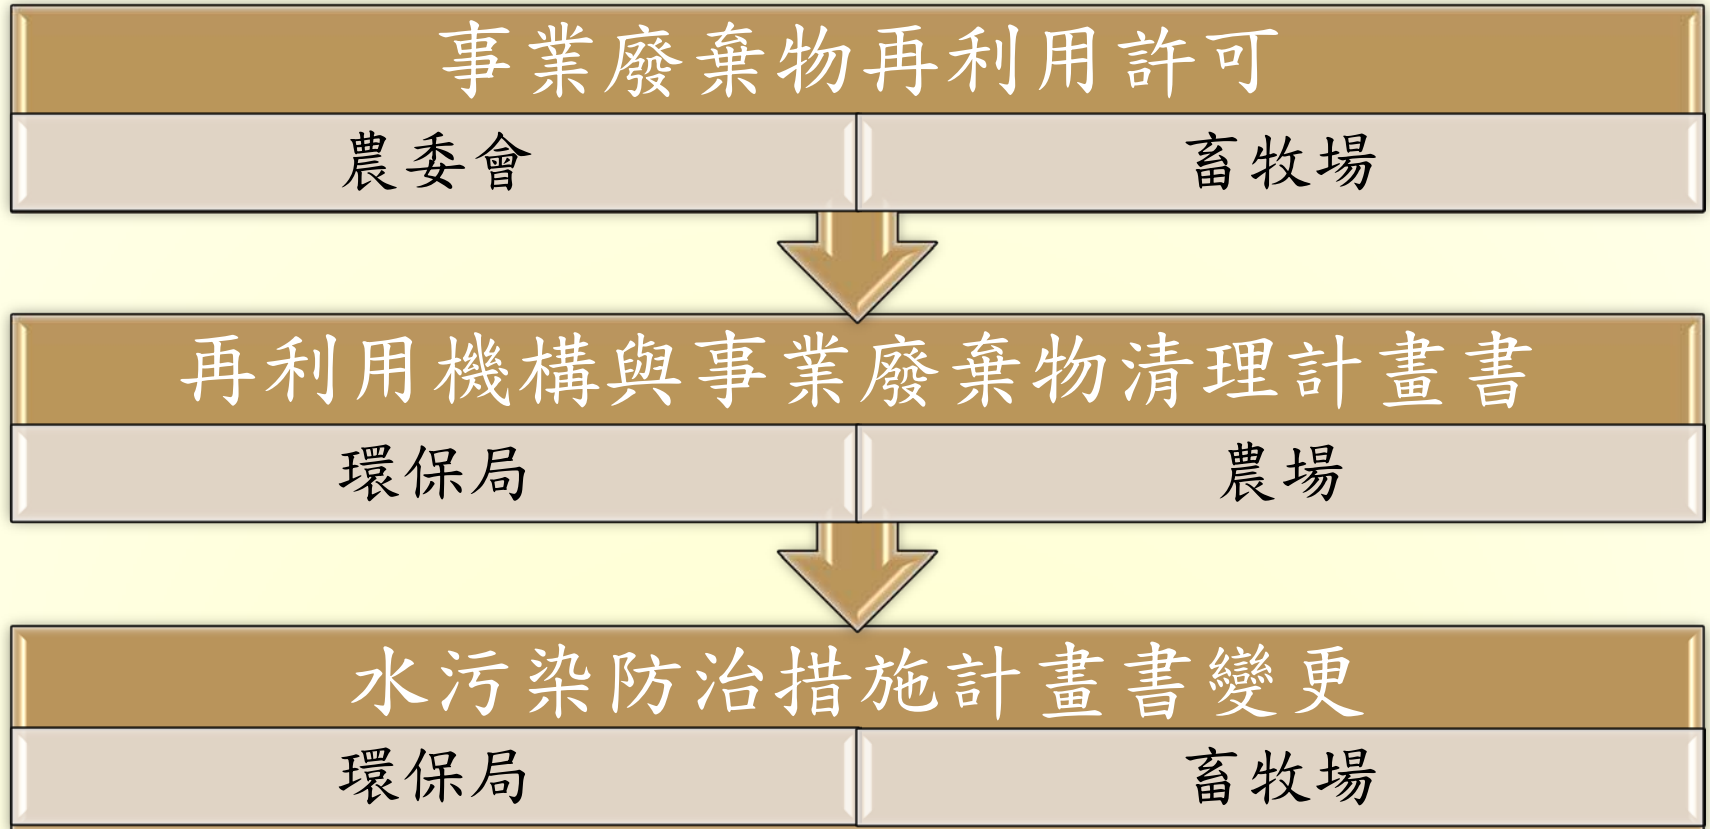 事業廢棄物再利用許可
農委會
畜牧場
再利用機構與事業廢棄物清理計畫書
環保局
農場
水污染防治措施計畫書變更
環保局
畜牧場